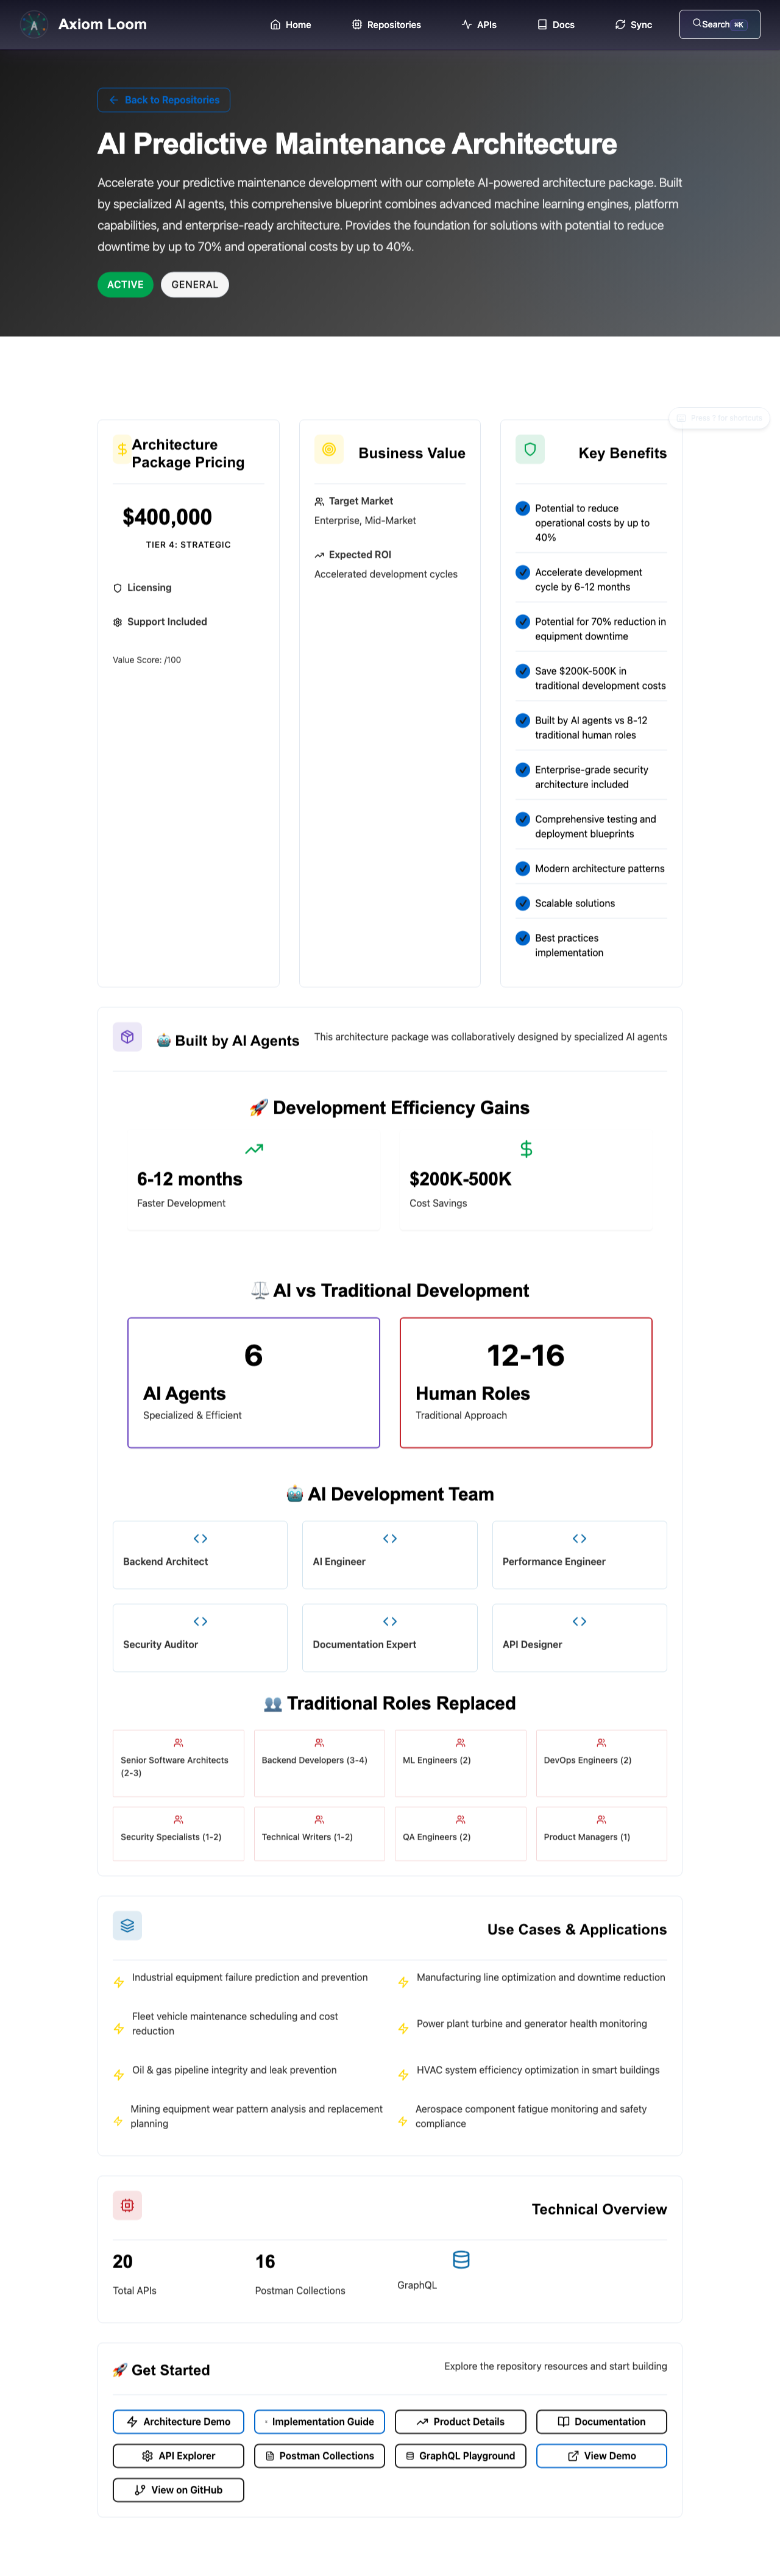 Axiom Loom
Home
Repositories
APIs
Docs
Sync
Search ⌘K
Back to Repositories
AI Predictive Maintenance Architecture
Accelerate your predictive maintenance development with our complete AI-powered architecture package. Built
by specialized AI agents, this comprehensive blueprint combines advanced machine learning engines, platform
capabilities, and enterprise-ready architecture. Provides the foundation for solutions with potential to reduce
downtime by up to 70% and operational costs by up to 40%.
ACTIVE
GENERAL
Press ? for shortcuts
Architecture
Package Pricing
$400,000
TIER 4: STRATEGIC
Licensing
Support Included
Value Score: /100
Business Value
Target Market
Enterprise, Mid-Market
Expected ROI
Accelerated development cycles
Key Benefits
Potential to reduce
operational costs by up to
40%
Accelerate development
cycle by 6-12 months
Potential for 70% reduction in
equipment downtime
Save $200K-500K in
traditional development costs
Built by AI agents vs 8-12
traditional human roles
Enterprise-grade security
architecture included
Comprehensive testing and
deployment blueprints
Modern architecture patterns
Scalable solutions
Best practices
implementation
🤖 Built by AI Agents
This architecture package was collaboratively designed by specialized AI agents
🚀 Development Efficiency Gains
6-12 months
Faster Development
$200K-500K
Cost Savings
⚖️ AI vs Traditional Development
6
AI Agents
Specialized & Efficient
12-16
Human Roles
Traditional Approach
🤖 AI Development Team
Backend Architect
AI Engineer
Performance Engineer
Security Auditor
Documentation Expert
API Designer
👥 Traditional Roles Replaced
Senior Software Architects
(2-3)
Backend Developers (3-4)
ML Engineers (2)
DevOps Engineers (2)
Security Specialists (1-2)
Technical Writers (1-2)
QA Engineers (2)
Product Managers (1)
Use Cases & Applications
Industrial equipment failure prediction and prevention
Manufacturing line optimization and downtime reduction
Fleet vehicle maintenance scheduling and cost
reduction
Power plant turbine and generator health monitoring
Oil & gas pipeline integrity and leak prevention
HVAC system efficiency optimization in smart buildings
Mining equipment wear pattern analysis and replacement
planning
Aerospace component fatigue monitoring and safety
compliance
Technical Overview
20
Total APIs
16
Postman Collections
GraphQL
🚀 Get Started
Explore the repository resources and start building
Architecture Demo
Implementation Guide
Product Details
Documentation
API Explorer
Postman Collections
GraphQL Playground
View Demo
View on GitHub